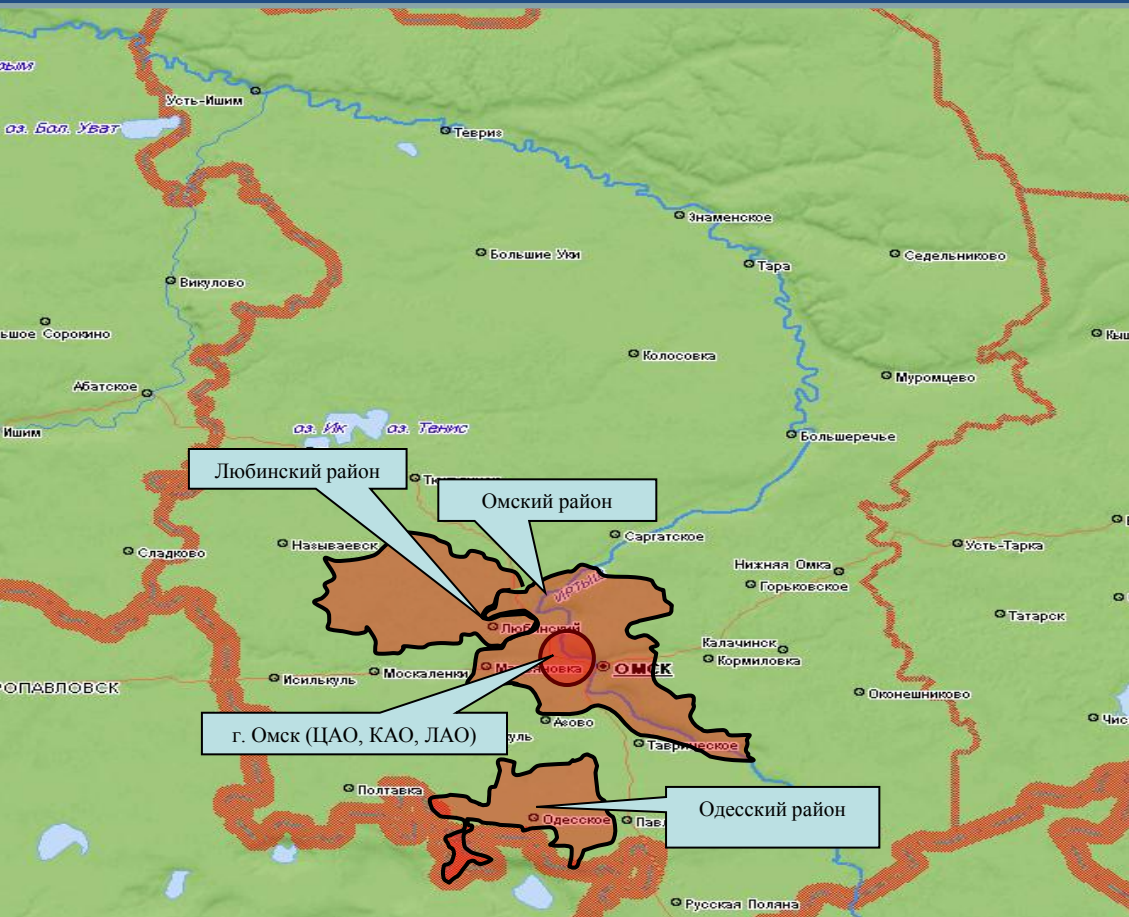 Усть-Ишим
оз. Бол. Уват
Тевриз
Знаменское
Большие Уки
Седельниково
Тара
Викулово
Колосовка
Муромцево
Абатское
Ишим
оз. Ик
оз. Тенис
Большеречье
Любинский район
Омский район
Саргатское
Усть-Тарка
Сладково
Называевск
Нижняя Омка
Горьковское
ИРТЫШ
Татарск
Любинский
Калачинск
Кормиловка
Марьяновка
ОМСК
Москаленки
Исилькуль
Оконешниково
г. Омск (ЦАО, КАО, ЛАО)
Азово
Таврическое
Полтавка
Одесский район
Одесское
Русская Поляна